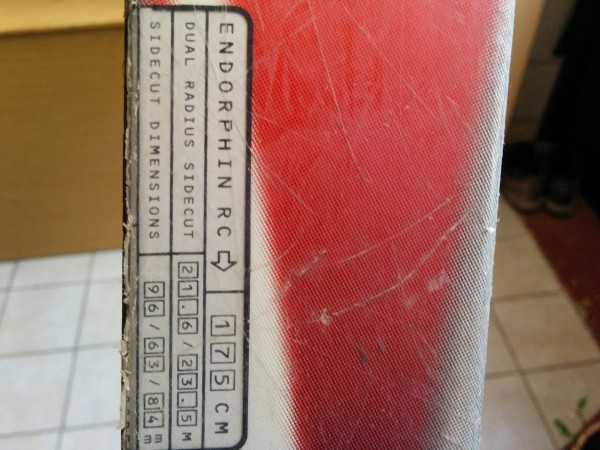 ENDORPHIN RC ⇨ 175 CM
DUAL RADIUS SIDECUT 21.6/23.5 M
SIDECUT DIMENSIONS 96/63/84 mm